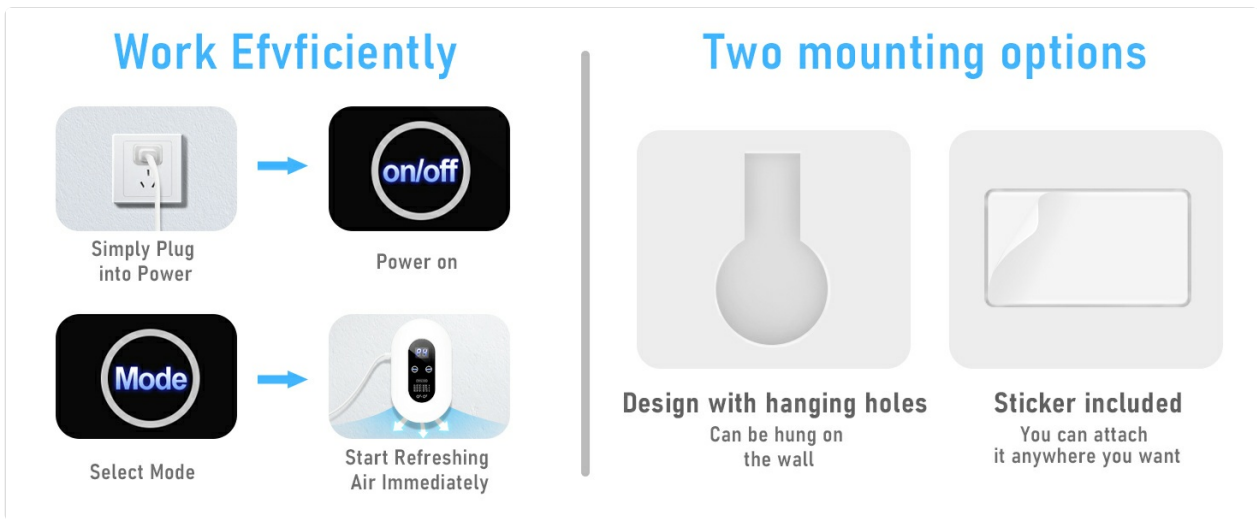 Work Efvficiently
Simply Plug
into Power
on/off
Power on
Mode
Select Mode
Start Refreshing
Air Immediately
Two mounting options
Design with hanging holes
Can be hung on
the wall
Sticker included
You can attach
it anywhere you want